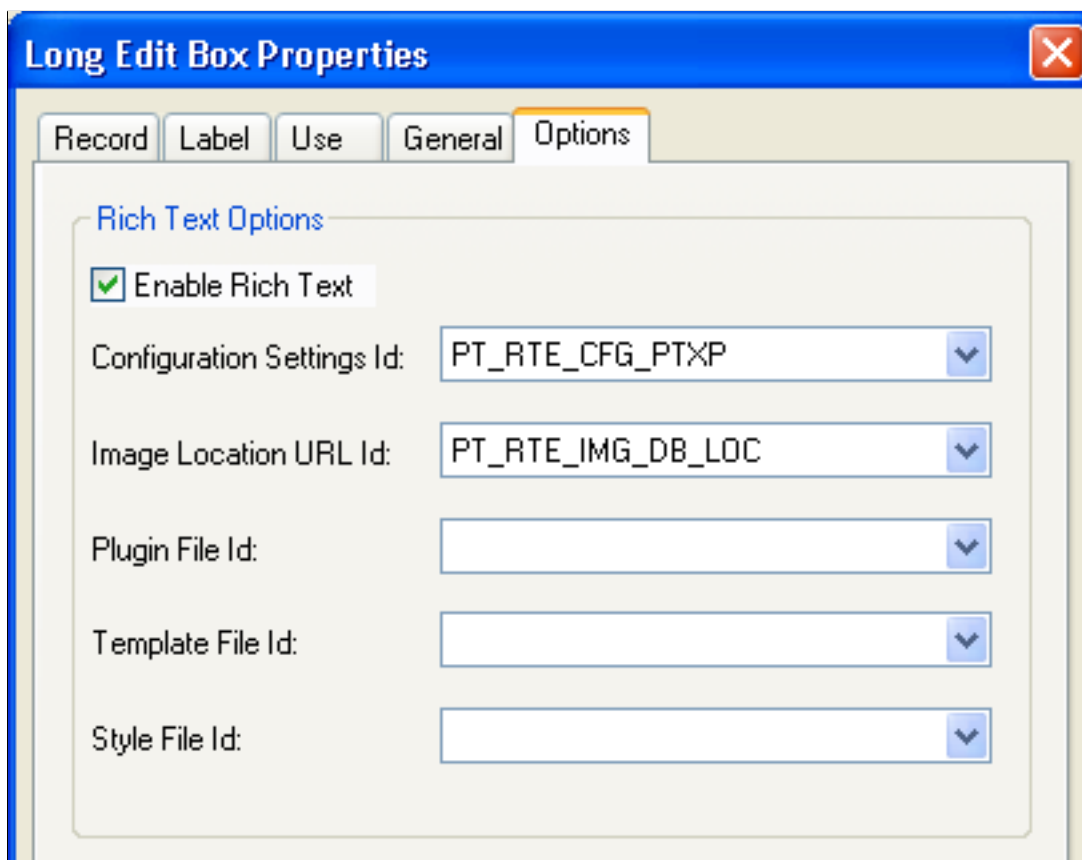 Long Edit Box Properties
Record Label Use General Options
Rich Text Options
Enable Rich Text
Configuration Settings Id: PT_RTE_CFG_PTXP
Image Location URL Id: PT_RTE_IMG_DB_LOC
Plugin File Id:
Template File Id:
Style File Id: